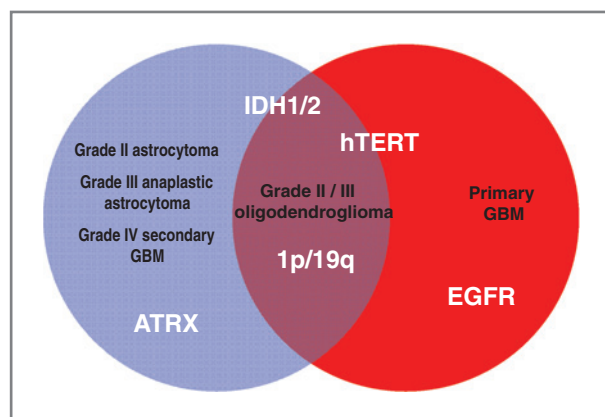 IDH1/2
hTERT
Grade II astrocytoma
Grade III anaplastic
astrocytoma
Grade IV secondary
GBM
Grade II / III
oligodendroglioma
Primary
GBM
1p/19q
ATRX
EGFR